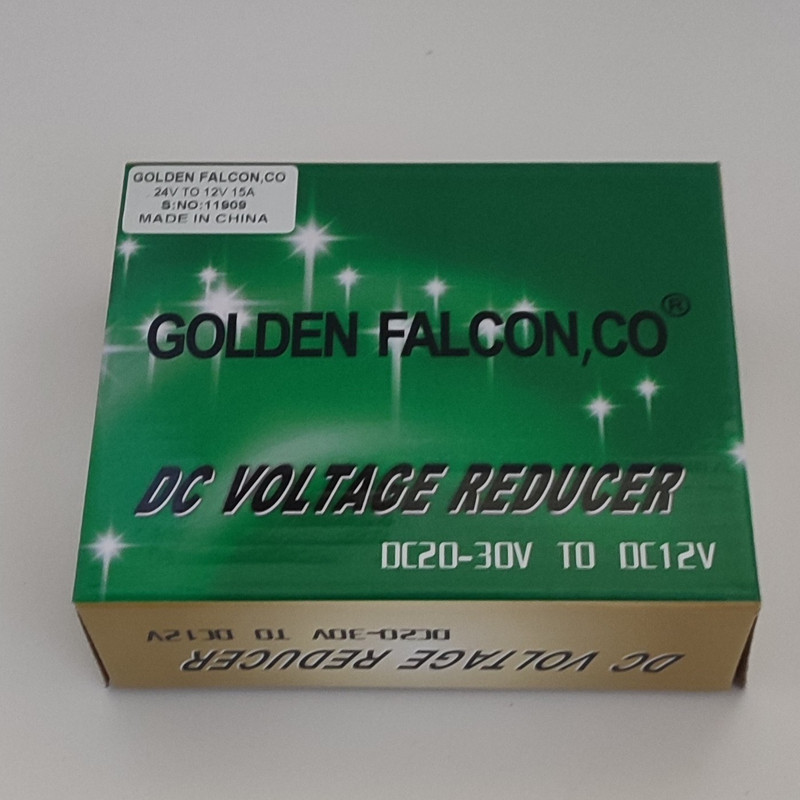 GOLDEN FALCON,CO
24V TO 12V 15A
S:NO:11909
MADE IN CHINA
GOLDEN FALCON,CO®
DC VOLTAGE REDUCER
DC20-30V TO DC12V
DC VOLTAGE REDUCER
DC20-30V TO DC12V